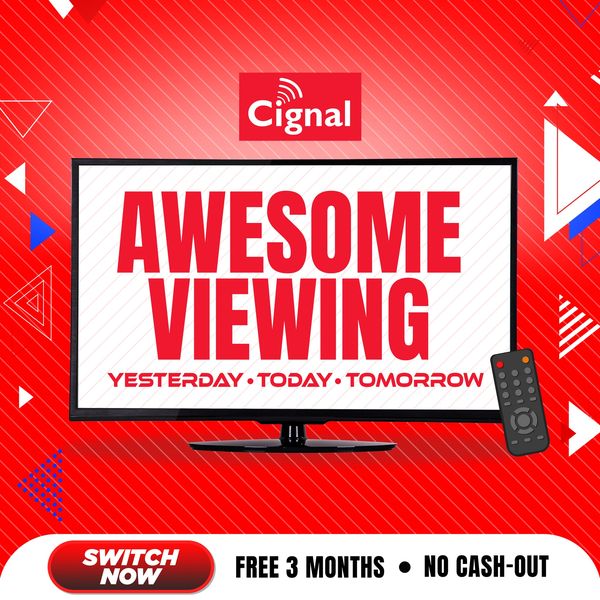 Cignal
AWESOME
VIEWING
YESTERDAY • TODAY • TOMORROW
SWITCH
NOW
FREE 3 MONTHS • NO CASH-OUT